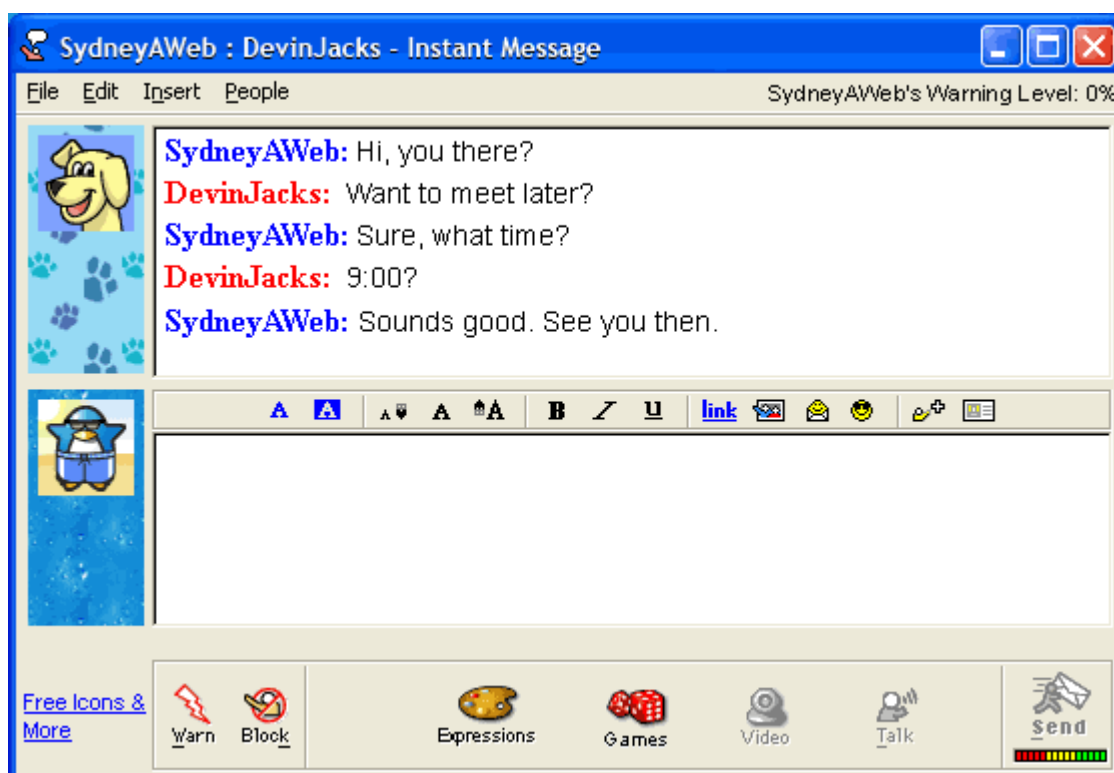 SydneyAWeb : DevinJacks - Instant Message
File Edit Insert People SydneyAWeb's Warning Level: 0%
SydneyAWeb: Hi, you there?
DevinJacks: Want to meet later?
SydneyAWeb: Sure, what time?
DevinJacks: 9:00?
SydneyAWeb: Sounds good. See you then.
A A A A A B I U link
Free Icons &
More
Warn Block Expressions Games Video Talk Send